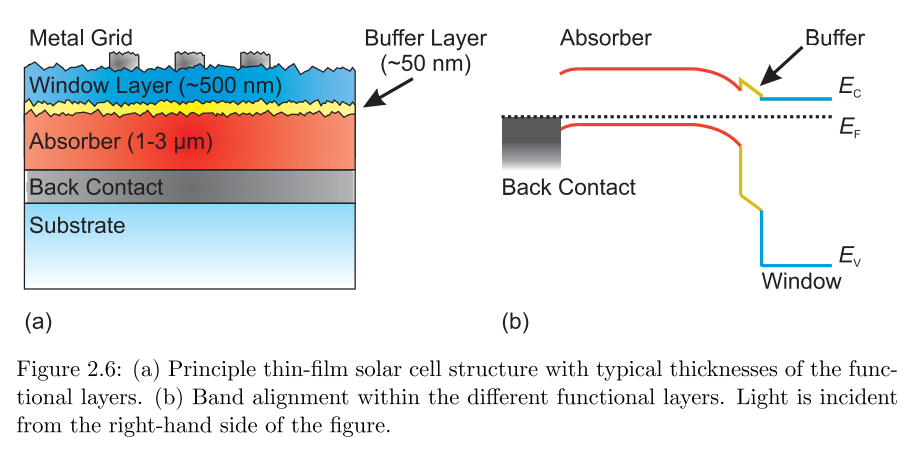 Metal Grid
Buffer Layer
(~50 nm)
Window Layer (~500 nm)
Absorber (1-3 µm)
Back Contact
Substrate
(a)
Absorber
Buffer
E_C
E_F
Back Contact
E_V
Window
(b)
Figure 2.6: (a) Principle thin-film solar cell structure with typical thicknesses of the func-
tional layers. (b) Band alignment within the different functional layers. Light is incident
from the right-hand side of the figure.